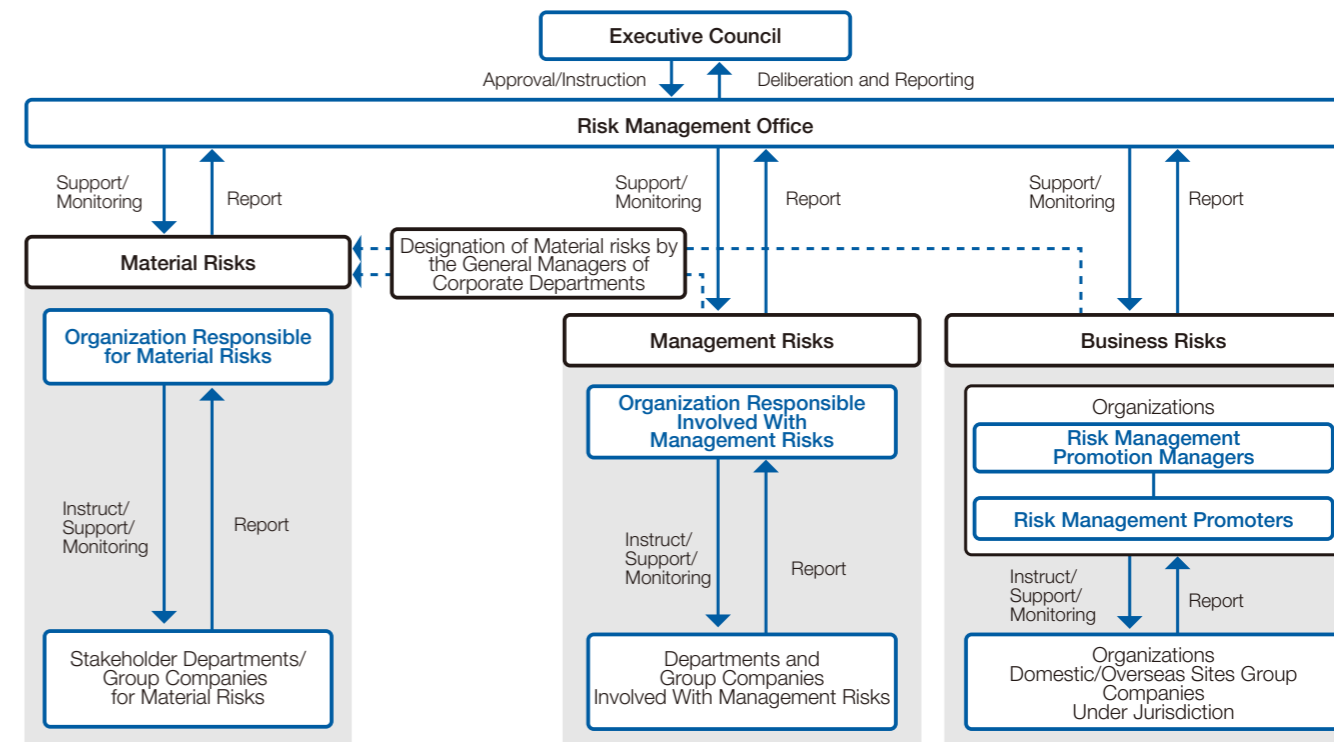 Executive Council
Approval/Instruction
Deliberation and Reporting
Risk Management Office
Support/
Monitoring
Report
Support/
Monitoring
Report
Support/
Monitoring
Report
Material Risks
Designation of Material risks by
the General Managers of
Corporate Departments
Management Risks
Business Risks
Organization Responsible
for Material Risks
Instruct/
Support/
Monitoring
Report
Stakeholder Departments/
Group Companies
for Material Risks
Organization Responsible
Involved With
Management Risks
Instruct/
Support/
Monitoring
Report
Departments and
Group Companies
Involved With Management Risks
Organizations
Risk Management
Promotion Managers
Risk Management Promoters
Instruct/
Support/
Monitoring
Report
Organizations
Domestic/Overseas Sites Group
Companies
Under Jurisdiction